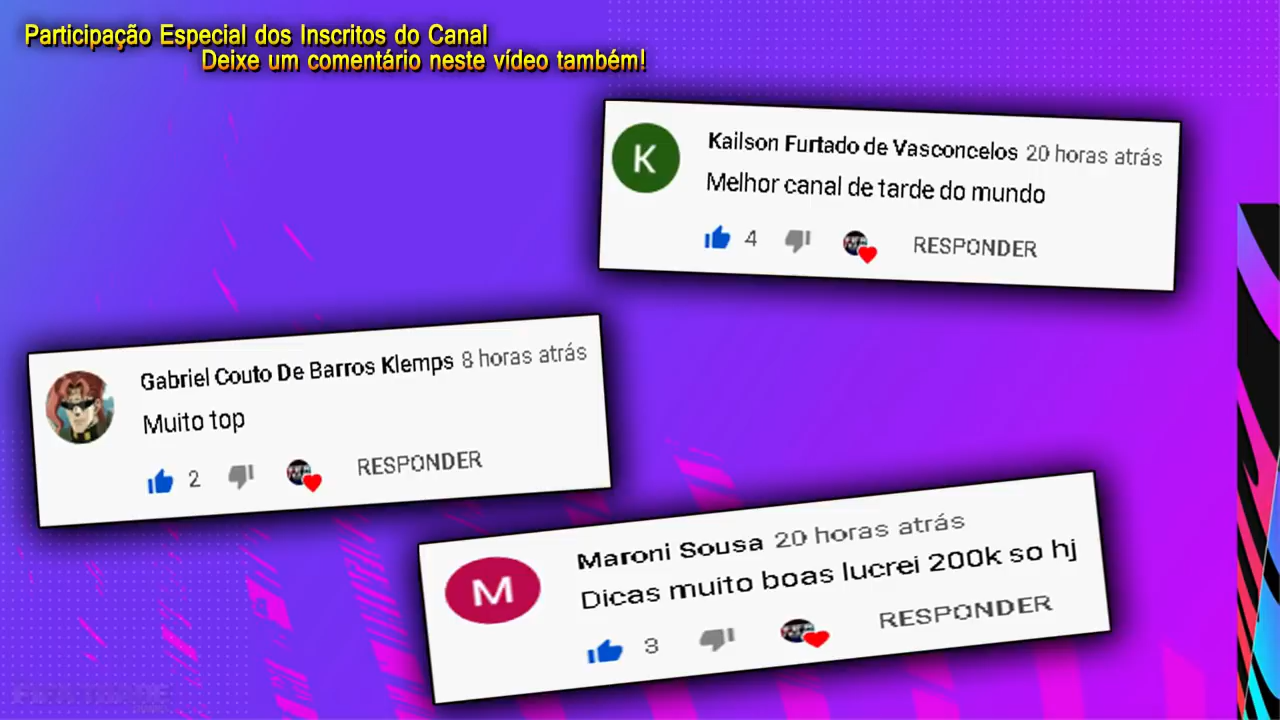 Participação Especial dos Inscritos do Canal
Deixe um comentário neste vídeo também!
K
Kailson Furtado de Vasconcelos 20 horas atrás
Melhor canal de tarde do mundo
4 RESPONDER
Gabriel Couto De Barros Klemps 8 horas atrás
Muito top
2 RESPONDER
M
Maroni Sousa 20 horas atrás
Dicas muito boas lucrei 200k so hj
3 RESPONDER